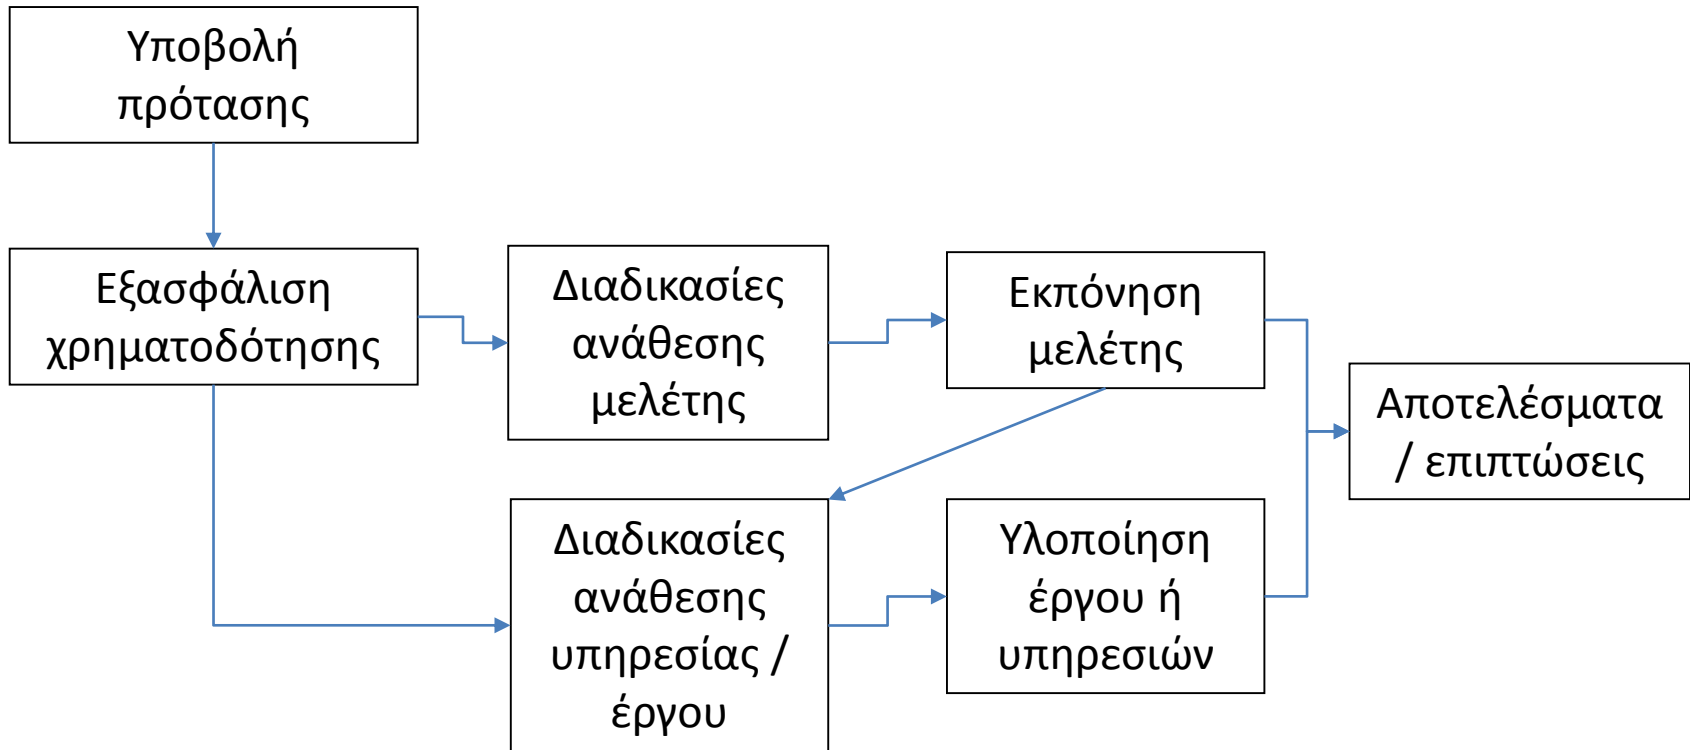 Υποβολή
πρότασης
Εξασφάλιση
χρηματοδότησης
Διαδικασίες
ανάθεσης
μελέτης
Εκπόνηση
μελέτης
Αποτελέσματα
/ επιπτώσεις
Διαδικασίες
ανάθεσης
υπηρεσίας /
έργου
Υλοποίηση
έργου ή
υπηρεσιών